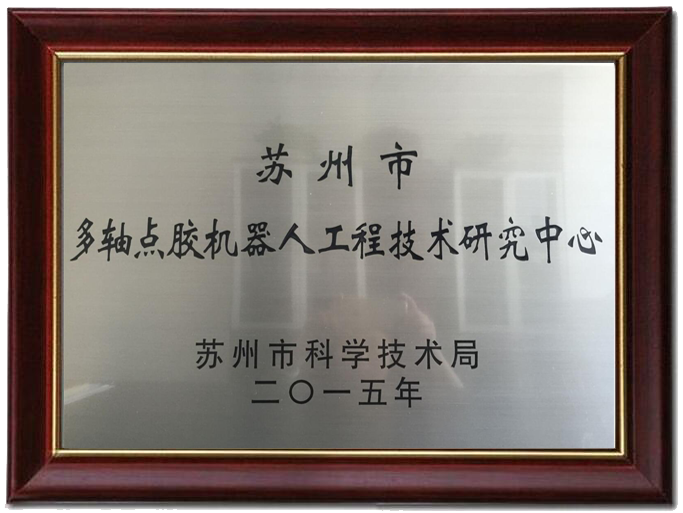 苏州市
多轴点胶机器人工程技术研究中心
苏州市科学技术局
二〇一五年